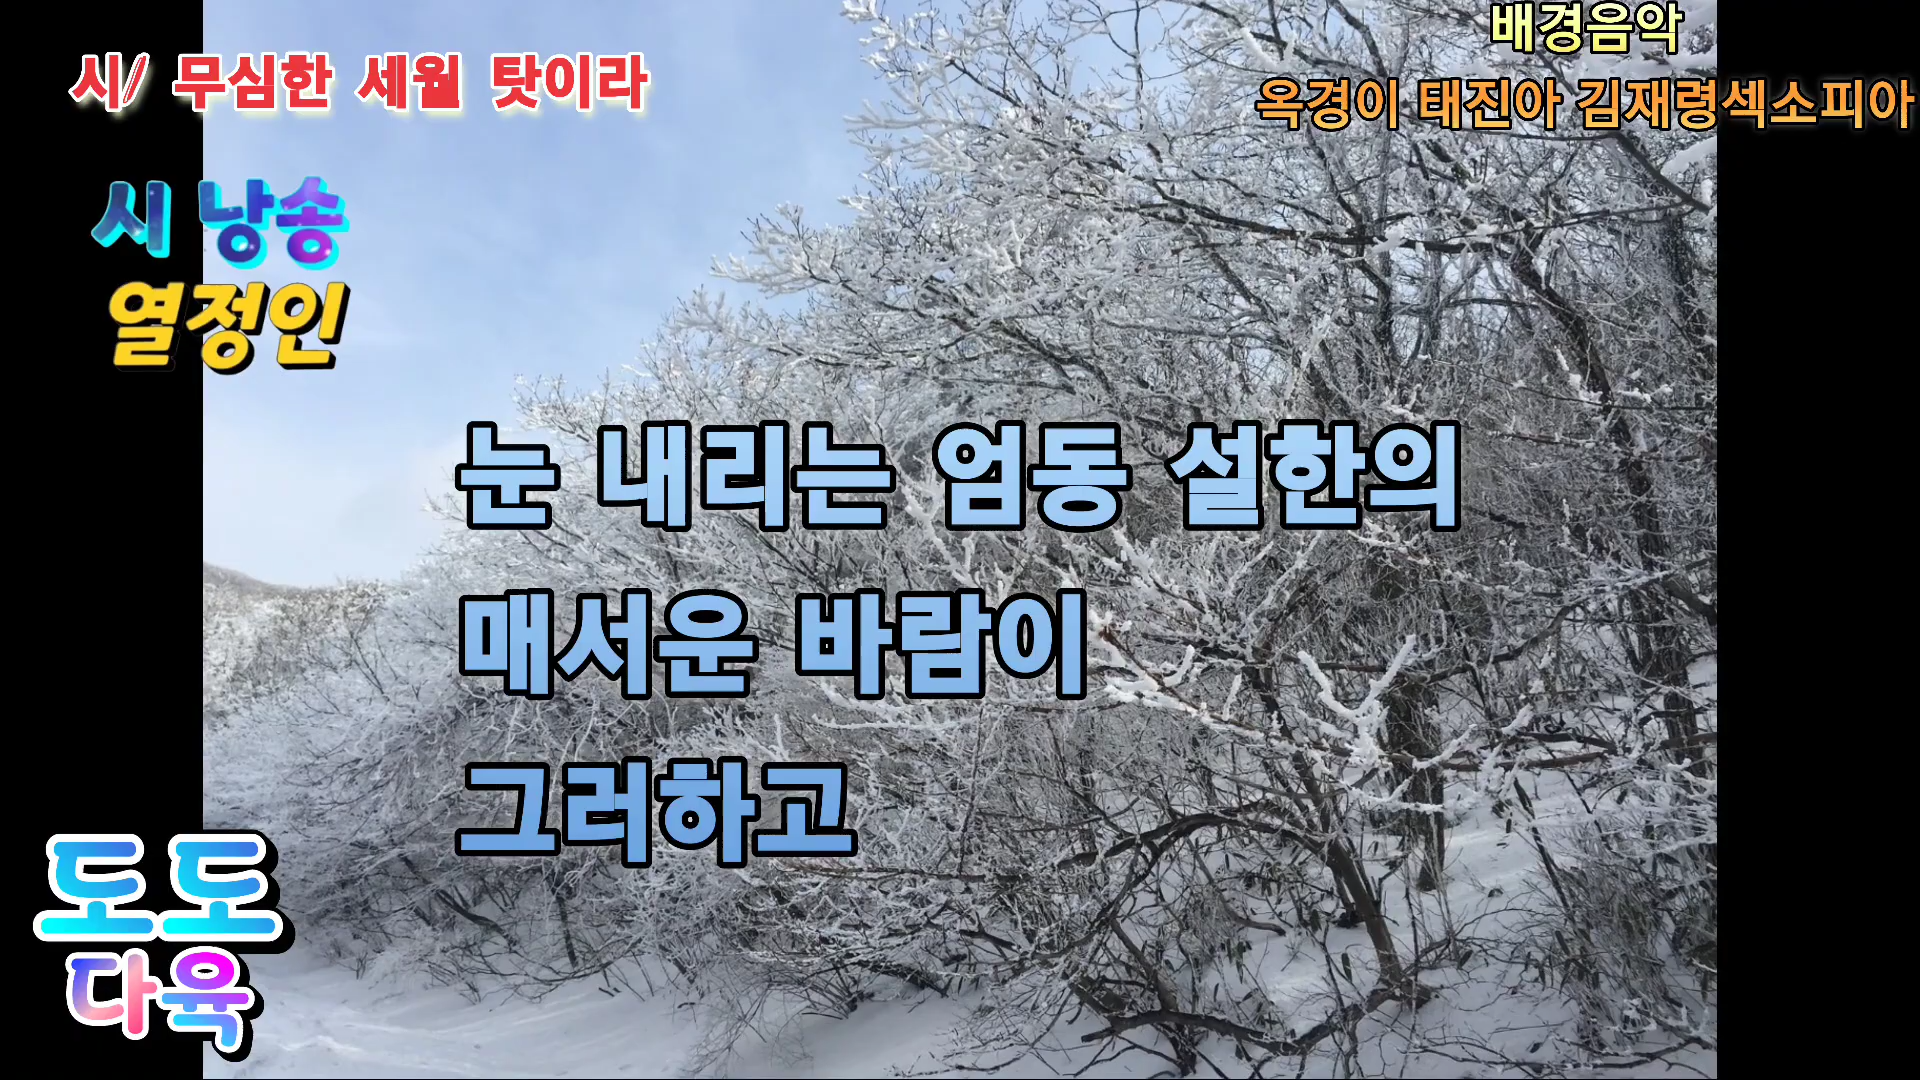 시/ 무심한 세월 탓이라
배경음악
옥경이 태진아 김재령섹소피아
시 낭송
열정인
눈 내리는 엄동 설한의
매서운 바람이
그러하고
도도
다육